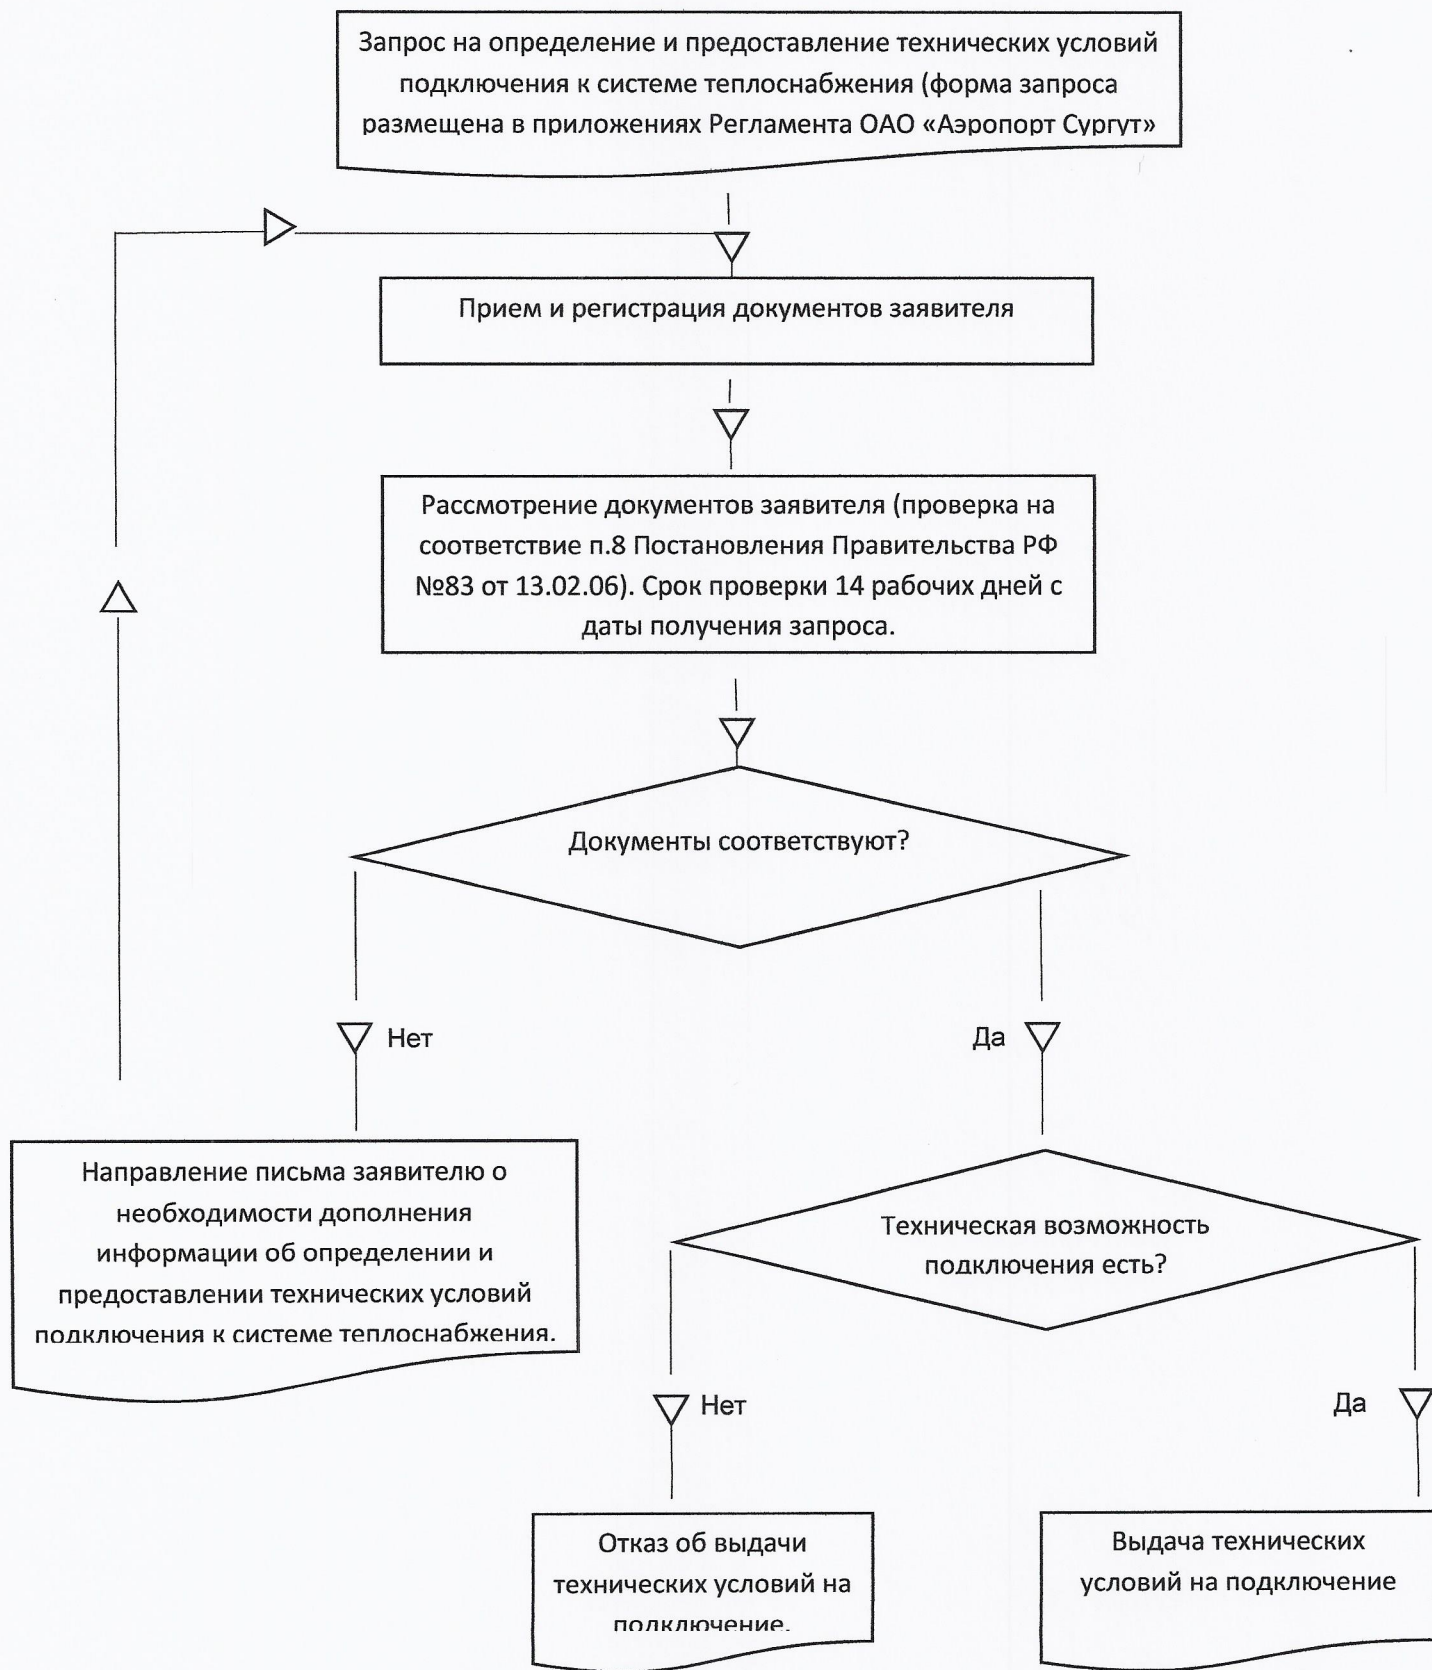 Запрос на определение и предоставление технических условий
подключения к системе теплоснабжения (форма запроса
размещена в приложениях Регламента ОАО «Аэропорт Сургут»
Прием и регистрация документов заявителя
Рассмотрение документов заявителя (проверка на
соответствие п.8 Постановления Правительства РФ
№83 от 13.02.06). Срок проверки 14 рабочих дней с
даты получения запроса.
Документы соответствуют?
Нет
Да
Направление письма заявителю о
необходимости дополнения
информации об определении и
предоставлении технических условий
подключения к системе теплоснабжения.
Техническая возможность
подключения есть?
Нет
Да
Отказ об выдачи
технических условий на
подключение.
Выдача технических
условий на подключение